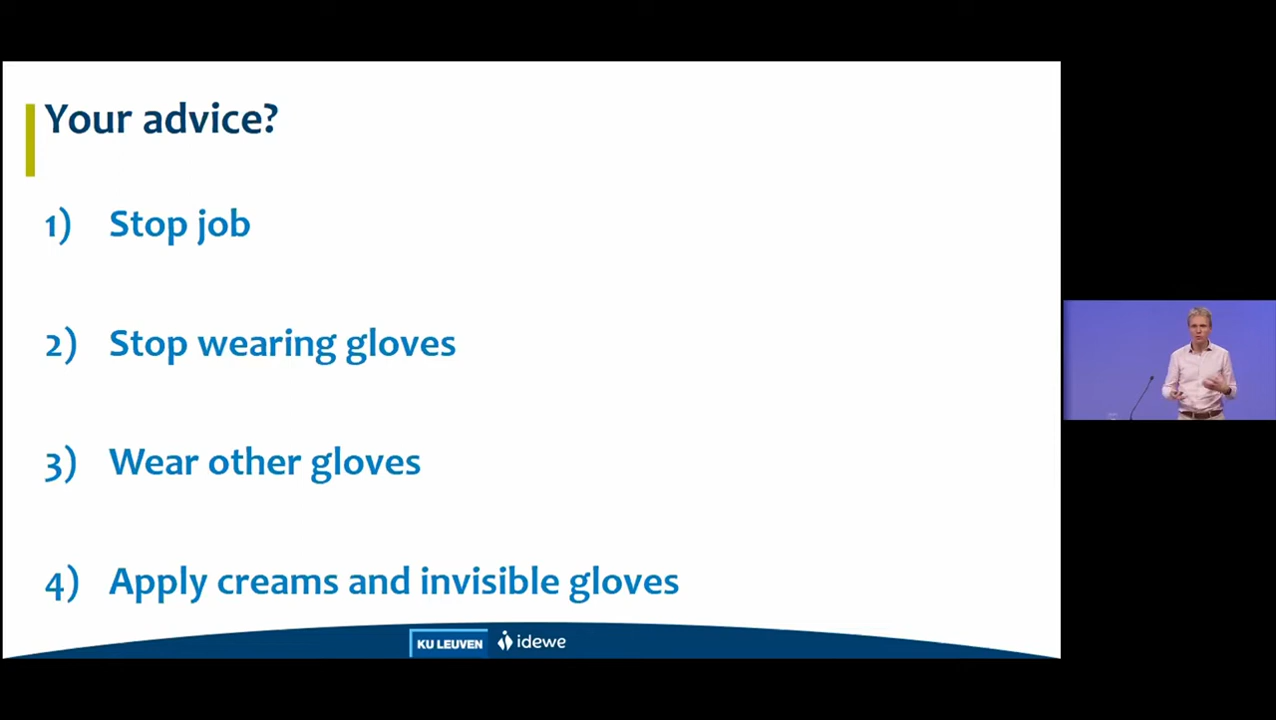 Your advice?
1) Stop job
2) Stop wearing gloves
3) Wear other gloves
4) Apply creams and invisible gloves
KU LEUVEN idewe